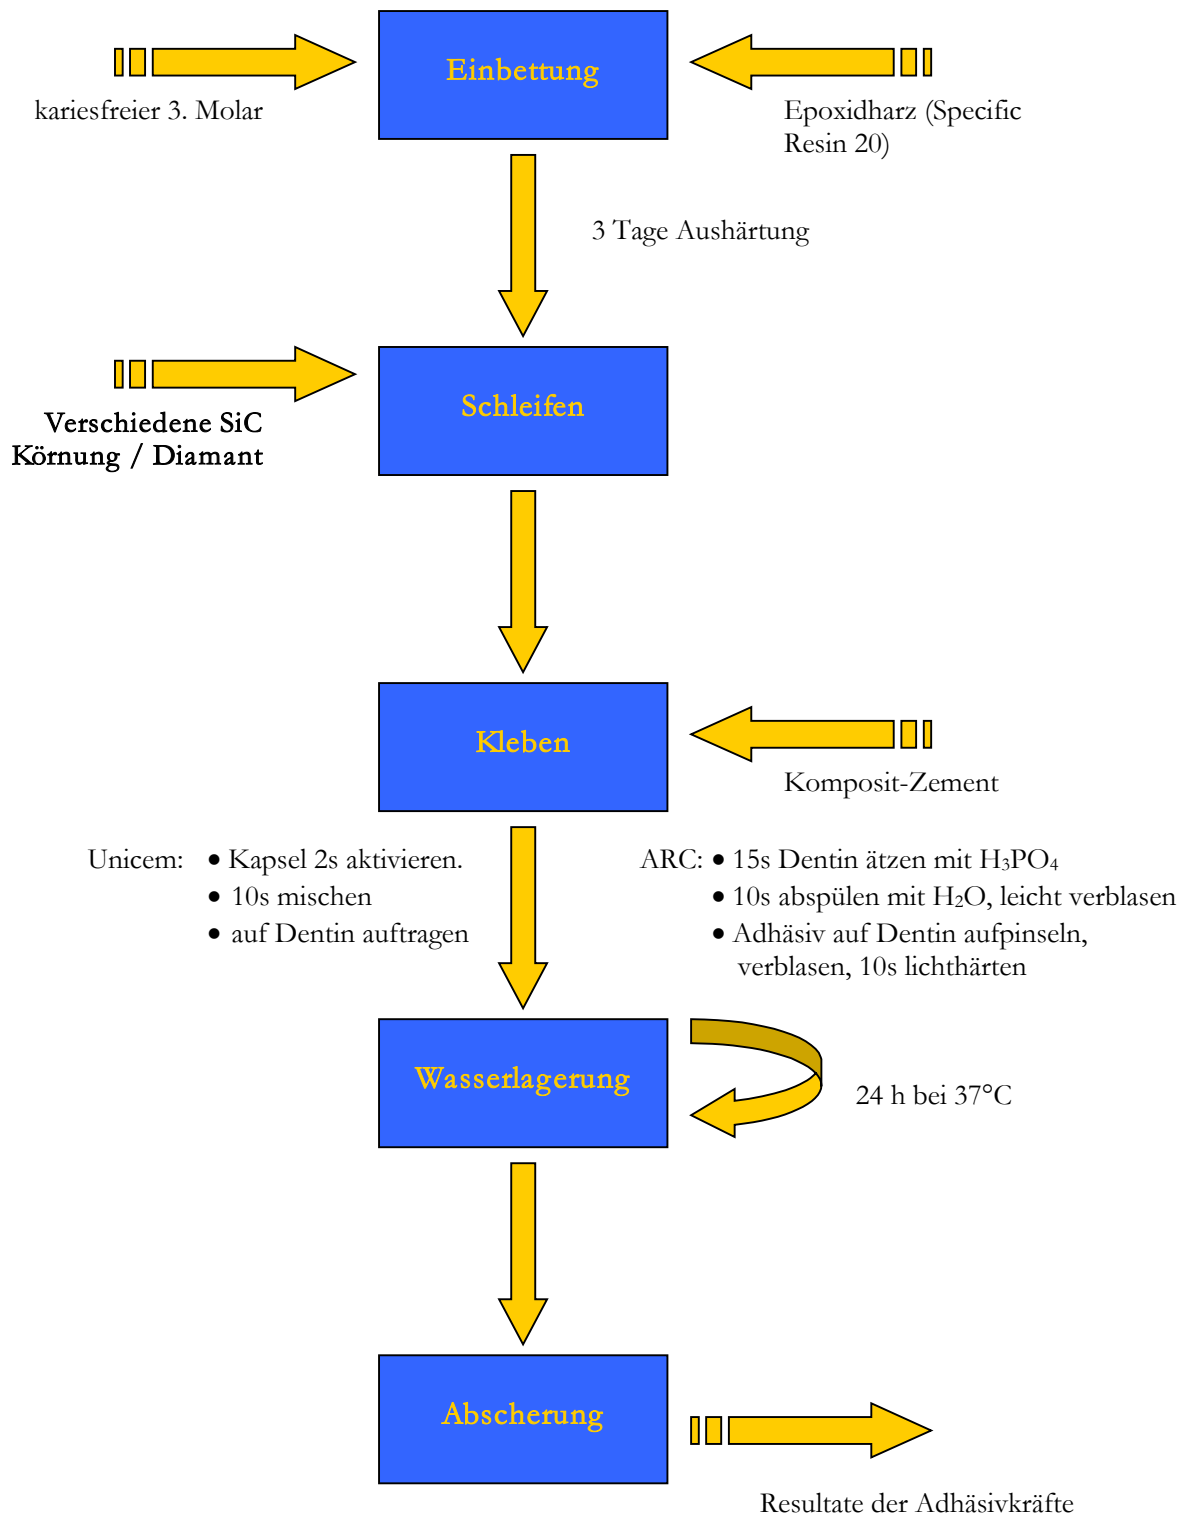 Einbettung
kariesfreier 3. Molar
Epoxidharz (Specific
Resin 20)
3 Tage Aushärtung
Schleifen
Verschiedene SiC
Körnung / Diamant
Kleben
Komposit-Zement
Unicem: • Kapsel 2s aktivieren.
• 10s mischen
• auf Dentin auftragen
ARC: • 15s Dentin ätzen mit H₃PO₄
• 10s abspülen mit H₂O, leicht verblasen
• Adhäsiv auf Dentin aufpinseln,
verblasen, 10s lichthärten
Wasserlagerung
24 h bei 37°C
Abscherung
Resultate der Adhäsivkräfte